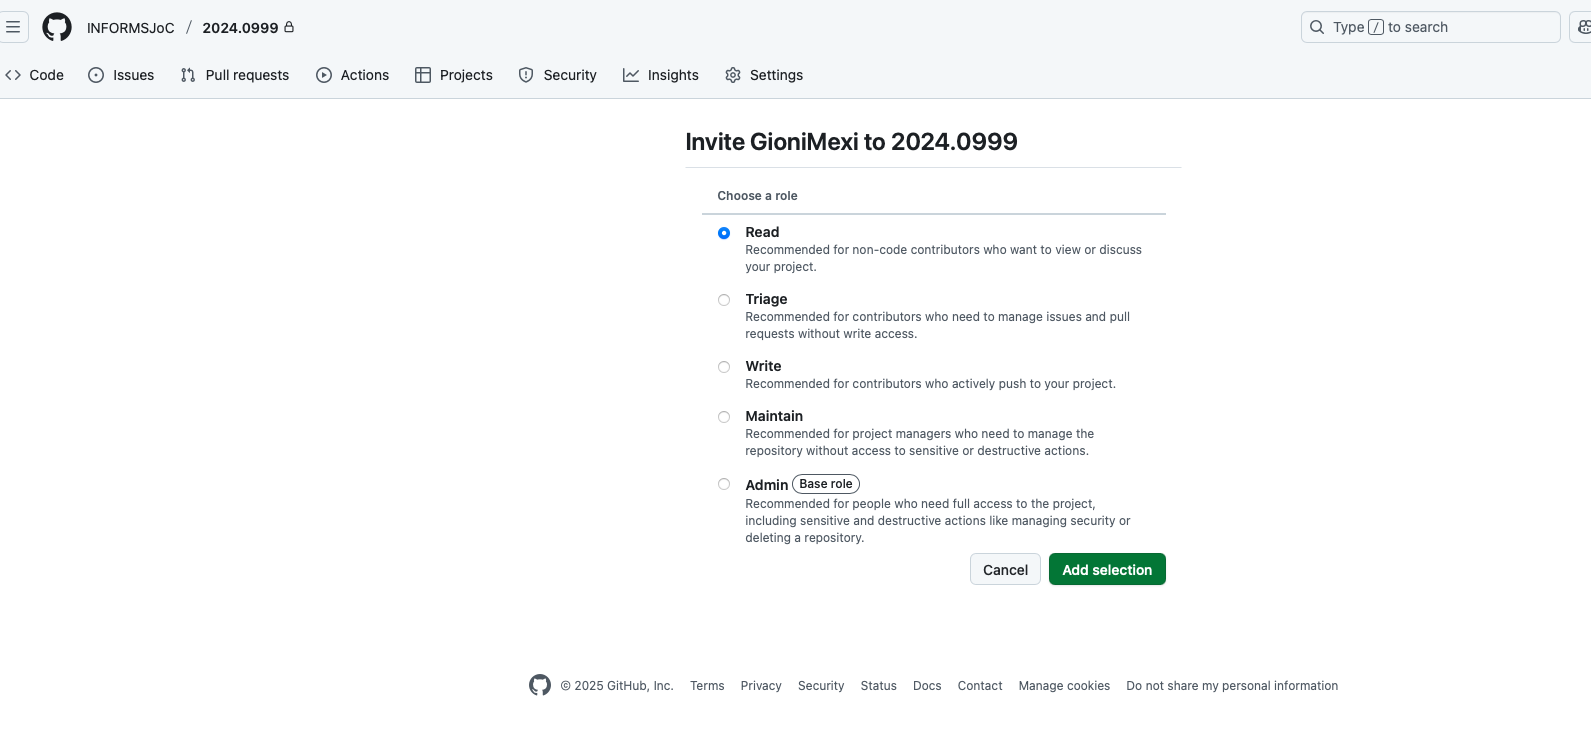 INFORMSJoC / 2024.0999
Type / to search
Code Issues Pull requests Actions Projects Security Insights Settings
Invite GioniMexi to 2024.0999
Choose a role
Read
Recommended for non-code contributors who want to view or discuss
your project.
Triage
Recommended for contributors who need to manage issues and pull
requests without write access.
Write
Recommended for contributors who actively push to your project.
Maintain
Recommended for project managers who need to manage the
repository without access to sensitive or destructive actions.
Admin Base role
Recommended for people who need full access to the project,
including sensitive and destructive actions like managing security or
deleting a repository.
Cancel Add selection
© 2025 GitHub, Inc. Terms Privacy Security Status Docs Contact Manage cookies Do not share my personal information